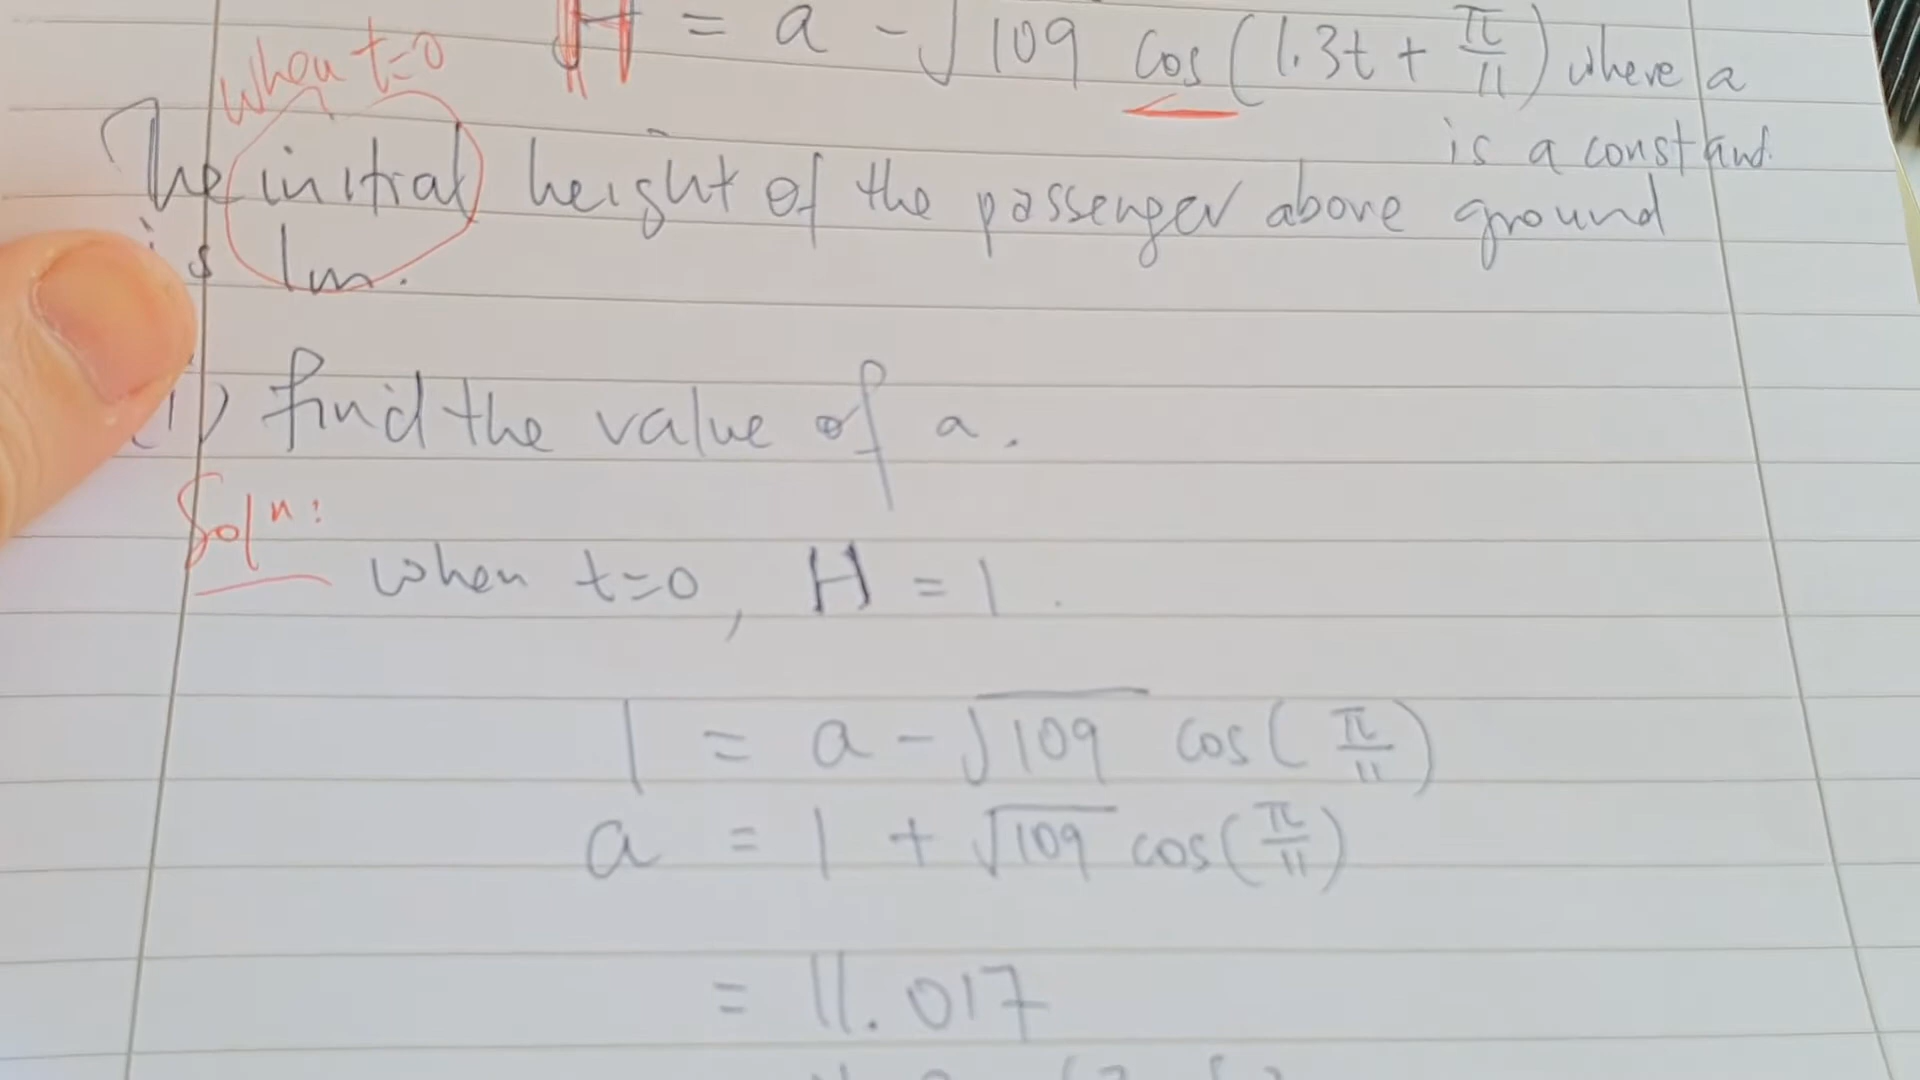 H = a - √109 cos(1.3t + π/11) where a
is a constant.
when t=0
The initial height of the passenger above ground
is 1m.
(i) find the value of a.
Solⁿ:
when t=0, H = 1.
1 = a - √109 cos(π/11)
a = 1 + √109 cos(π/11)
= 11.017